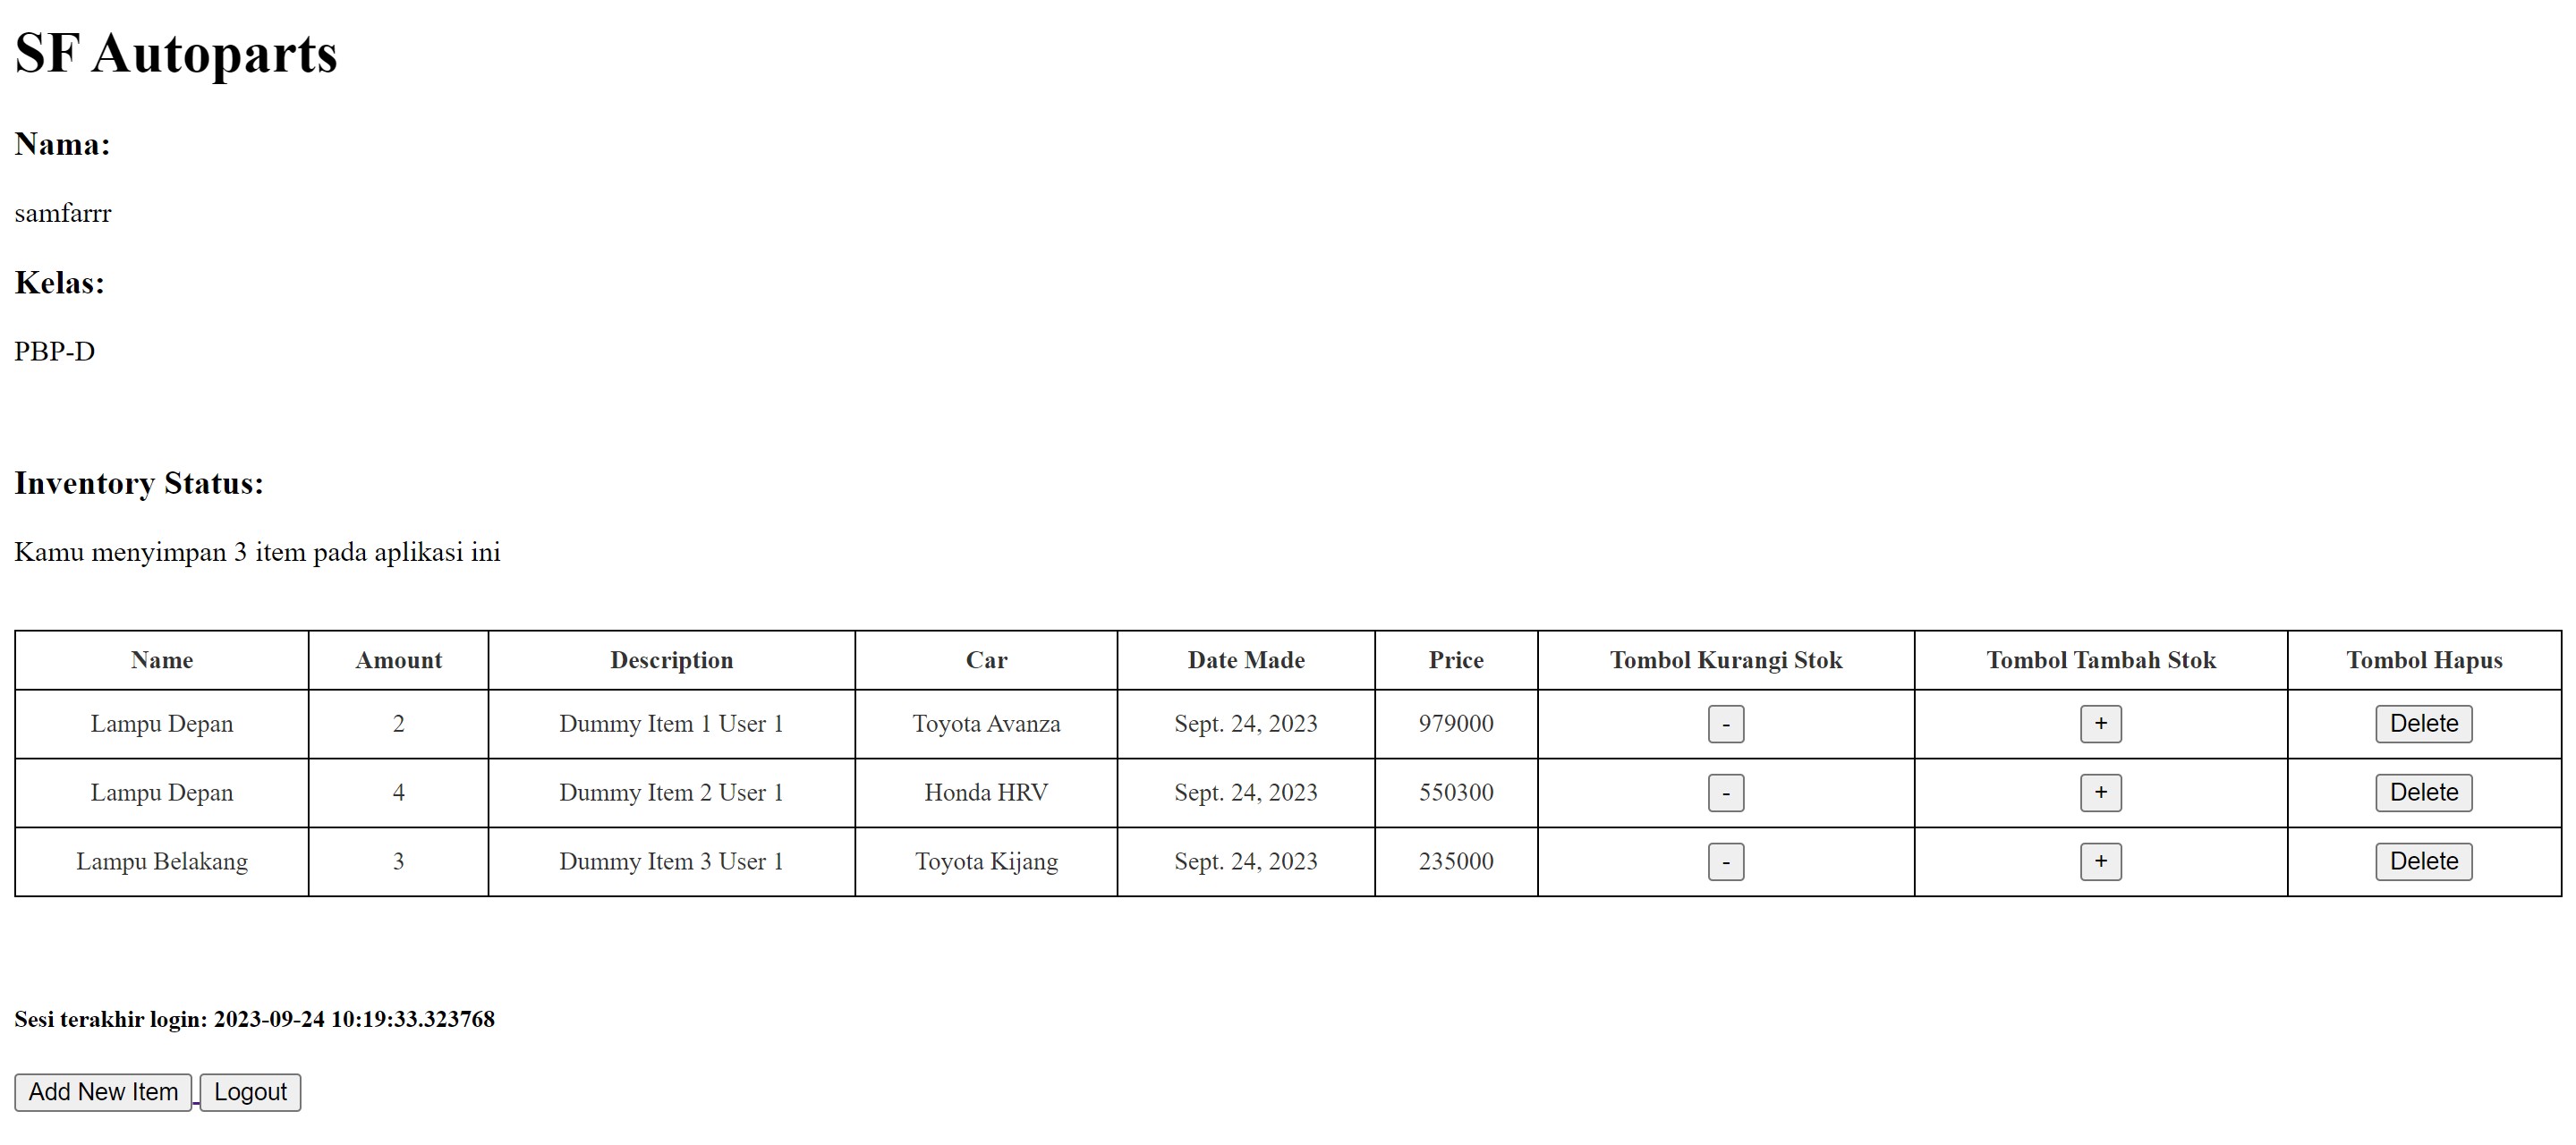 SF Autoparts
Nama:
samfarrr
Kelas:
PBP-D
Inventory Status:
Kamu menyimpan 3 item pada aplikasi ini
Name Amount Description Car Date Made Price Tombol Kurangi Stok Tombol Tambah Stok Tombol Hapus
Lampu Depan 2 Dummy Item 1 User 1 Toyota Avanza Sept. 24, 2023 979000 - + Delete
Lampu Depan 4 Dummy Item 2 User 1 Honda HRV Sept. 24, 2023 550300 - + Delete
Lampu Belakang 3 Dummy Item 3 User 1 Toyota Kijang Sept. 24, 2023 235000 - + Delete
Sesi terakhir login: 2023-09-24 10:19:33.323768
Add New Item Logout